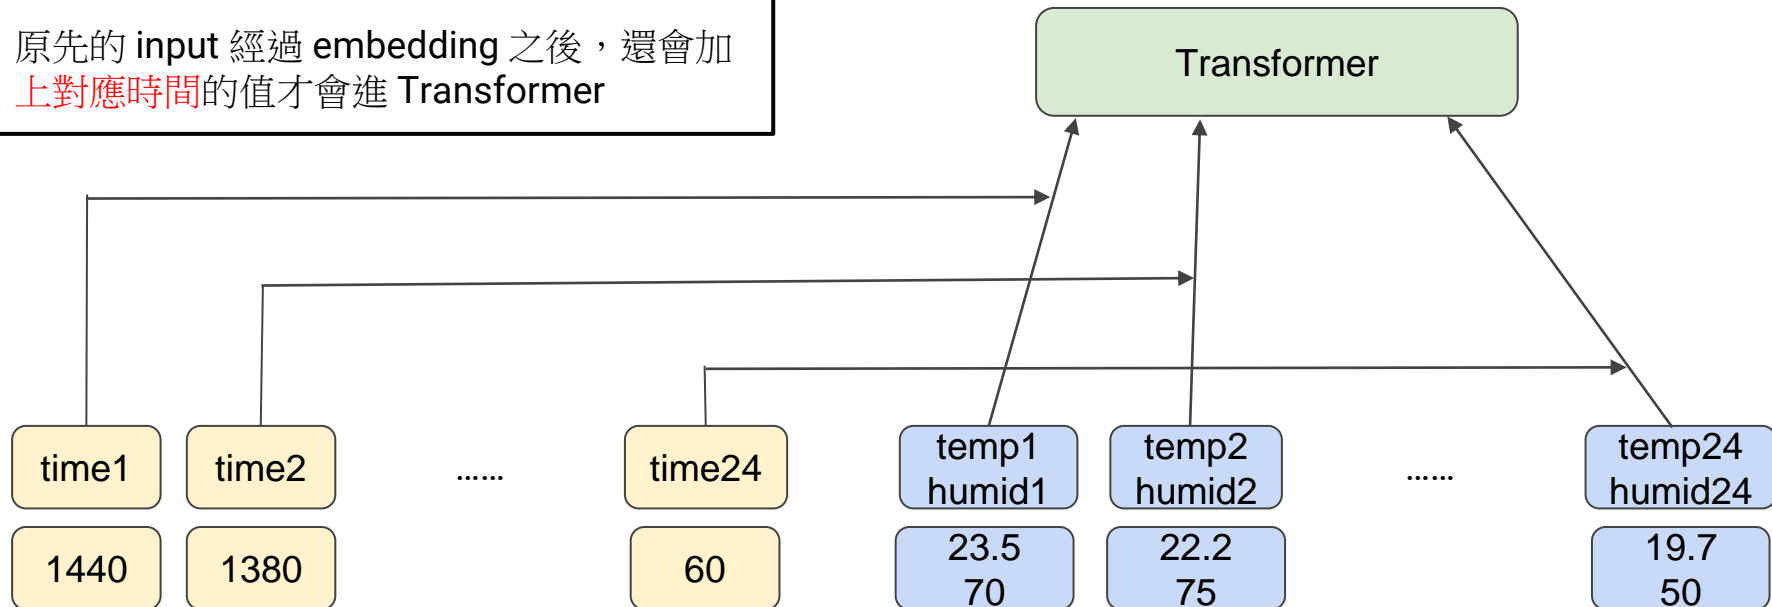 原先的 input 經過 embedding 之後，還會加
上對應時間的值才會進 Transformer
Transformer
time1
time2
......
time24
temp1
humid1
temp2
humid2
......
temp24
humid24
1440
1380
60
23.5
70
22.2
75
19.7
50